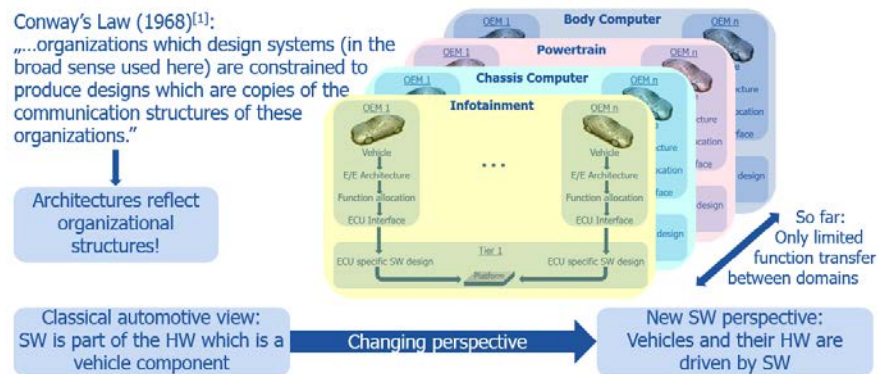 Conway's Law (1968)[1]:
„...organizations which design systems (in the
broad sense used here) are constrained to
produce designs which are copies of the
communication structures of these
organizations.”
Architectures reflect
organizational
structures!
Body Computer
OEM 1
OEM n
Powertrain
OEM 1
OEM n
Chassis Computer
OEM 1
OEM n
Infotainment
OEM 1
OEM n
Vehicle
Vehicle
...
E/E Architecture
E/E Architecture
Function allocation
Function allocation
ECU Interface
ECU Interface
Tier 1
ECU specific SW design
ECU specific SW design
Platform
design
design
design
So far:
Only limited
function transfer
between domains
Classical automotive view:
SW is part of the HW which is a
vehicle component
Changing perspective
New SW perspective:
Vehicles and their HW are
driven by SW